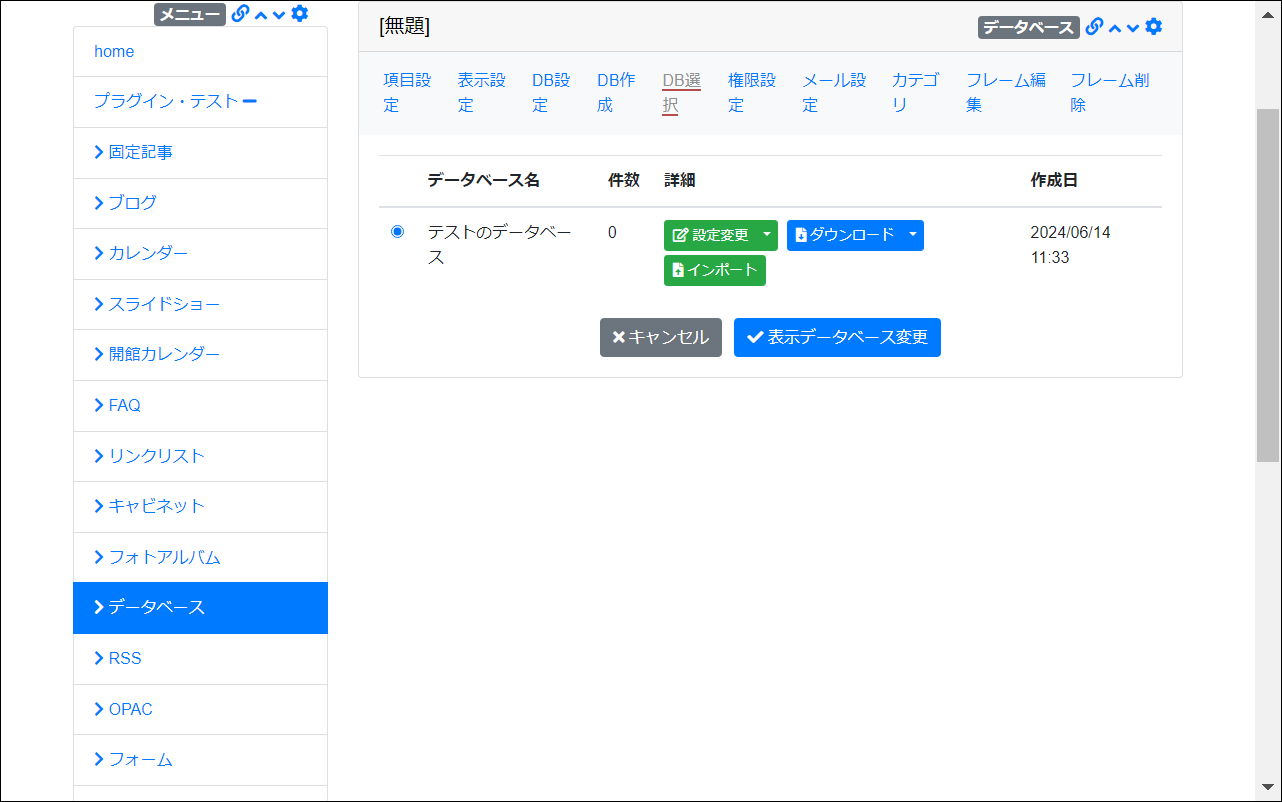 メニュー
home
プラグイン・テスト
固定記事
ブログ
カレンダー
スライドショー
開館カレンダー
FAQ
リンクリスト
キャビネット
フォトアルバム
データベース
RSS
OPAC
フォーム
[無題]
データベース
項目設定
表示設定
DB設定
DB作成
DB選択
権限設定
メール設定
カテゴリ
フレーム編集
フレーム削除
データベース名 件数 詳細 作成日
テストのデータベース 0 設定変更 ダウンロード インポート 2024/06/14 11:33
キャンセル 表示データベース変更